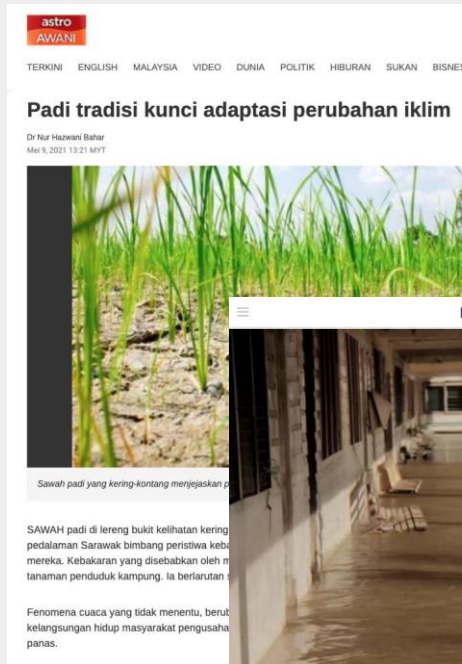 astro
AWANI
TERKINI ENGLISH MALAYSIA VIDEO DUNIA POLITIK HIBURAN SUKAN BISNES
Padi tradisi kunci adaptasi perubahan iklim
Dr Nur Hazwani Bahar
Mei 9, 2021 13:21 MYT
Sawah padi yang kering-kontang menjejaskan
SAWAH padi di lereng bukit kelihatan kering
pedalaman Sarawak bimbang peristiwa
mereka. Kebakaran yang disebabkan oleh
tanaman penduduk kampung. Ia berlarutan
Fenomena cuaca yang tidak menentu,
kelangsungan hidup masyarakat pengusaha
panas.